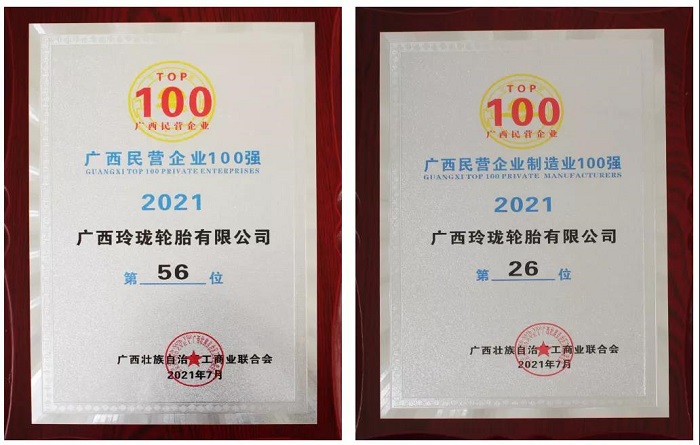 TOP
100
广西民营企业
广西民营企业100强
GUANGXI TOP 100 PRIVATE ENTERPRISES
2021
广西玲珑轮胎有限公司
第 56 位
广西壮族自治 工商业联合会
2021年7月
TOP
100
广西民营企业
广西民营企业制造业100强
GUANGXI TOP 100 PRIVATE MANUFACTURERS
2021
广西玲珑轮胎有限公司
第 26 位
广西壮族自治 工商业联合会
2021年7月